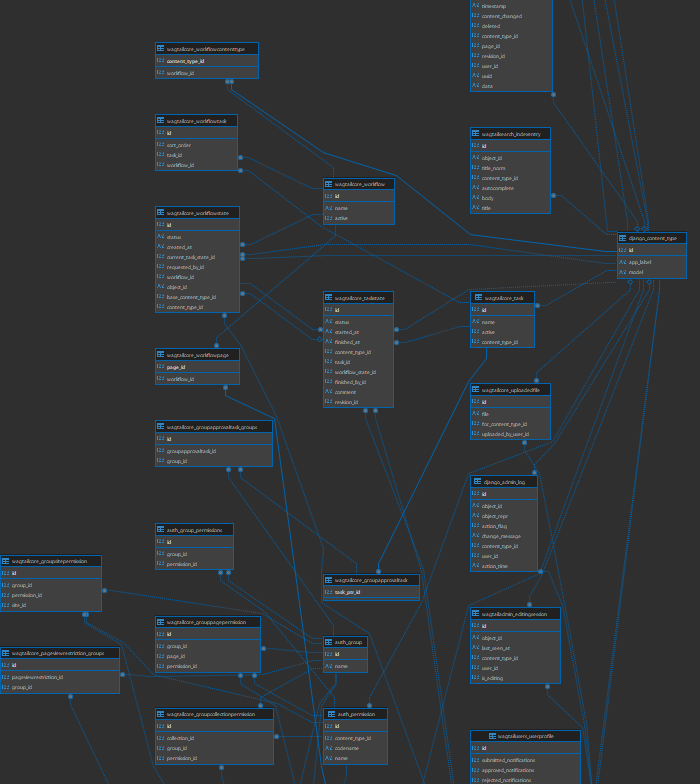 timestamp
content_changed
deleted
content_type_id
page_id
revision_id
user_id
uuid
data
wagtailcore_workflowcontenttype
content_type_id
workflow_id
wagtailcore_workflowtask
id
sort_order
task_id
workflow_id
wagtailsearch_indexentry
id
object_id
title_norm
content_type_id
autocomplete
body
title
wagtailcore_workflow
id
name
active
wagtailcore_workflowstate
id
status
created_at
current_task_state_id
requested_by_id
workflow_id
object_id
base_content_type_id
content_type_id
django_content_type
id
app_label
model
wagtailcore_taskstate
id
status
started_at
finished_at
content_type_id
task_id
workflow_state_id
finished_by_id
comment
revision_id
wagtailcore_task
id
name
active
content_type_id
wagtailcore_workflowpage
page_id
workflow_id
wagtailcore_uploadedfile
id
file
for_content_type_id
uploaded_by_user_id
wagtailcore_groupapprovaltask_groups
id
groupapprovaltask_id
group_id
django_admin_log
id
object_id
object_repr
action_flag
change_message
content_type_id
user_id
action_time
auth_group_permissions
id
group_id
permission_id
wagtailcore_groupsitepermission
id
group_id
permission_id
site_id
wagtailcore_groupapprovaltask
task_ptr_id
wagtailcore_grouppagepermission
id
group_id
page_id
permission_id
auth_group
id
name
wagtailadmin_editingsession
id
object_id
last_seen_at
content_type_id
user_id
is_editing
wagtailcore_pageviewrestriction_groups
id
pageviewrestriction_id
group_id
wagtailcore_groupcollectionpermission
id
collection_id
group_id
permission_id
auth_permission
id
content_type_id
codename
name
wagtailusers_userprofile
id
submitted_notifications
approved_notifications
rejected_notifications